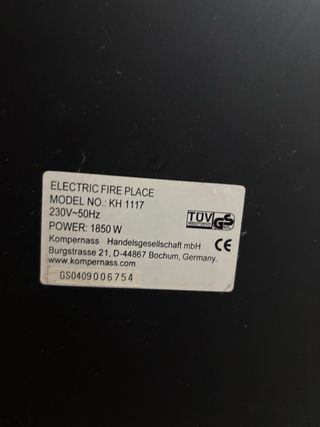 ELECTRIC FIRE PLACE
MODEL NO.: KH 1117
230V~50Hz
POWER: 1850 W
Kompernass Handelsgesellschaft mbH
Burgstrasse 21, D-44867 Bochum, Germany.
www.kompernass.com
GS0409006754
TÜV GS
CE